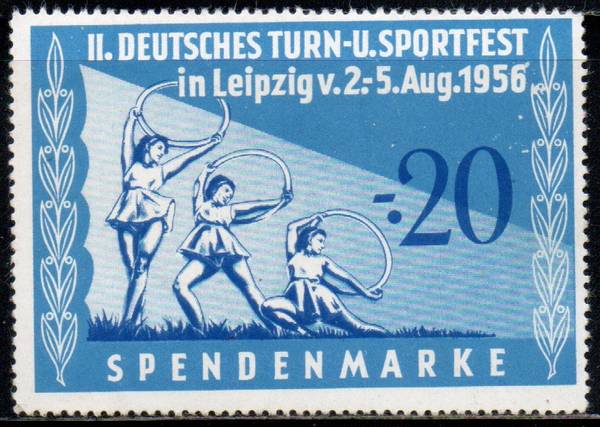 II. DEUTSCHES TURN-U.SPORTFEST
in Leipzig v. 2.-5. Aug. 1956
-.20
SPENDENMARKE